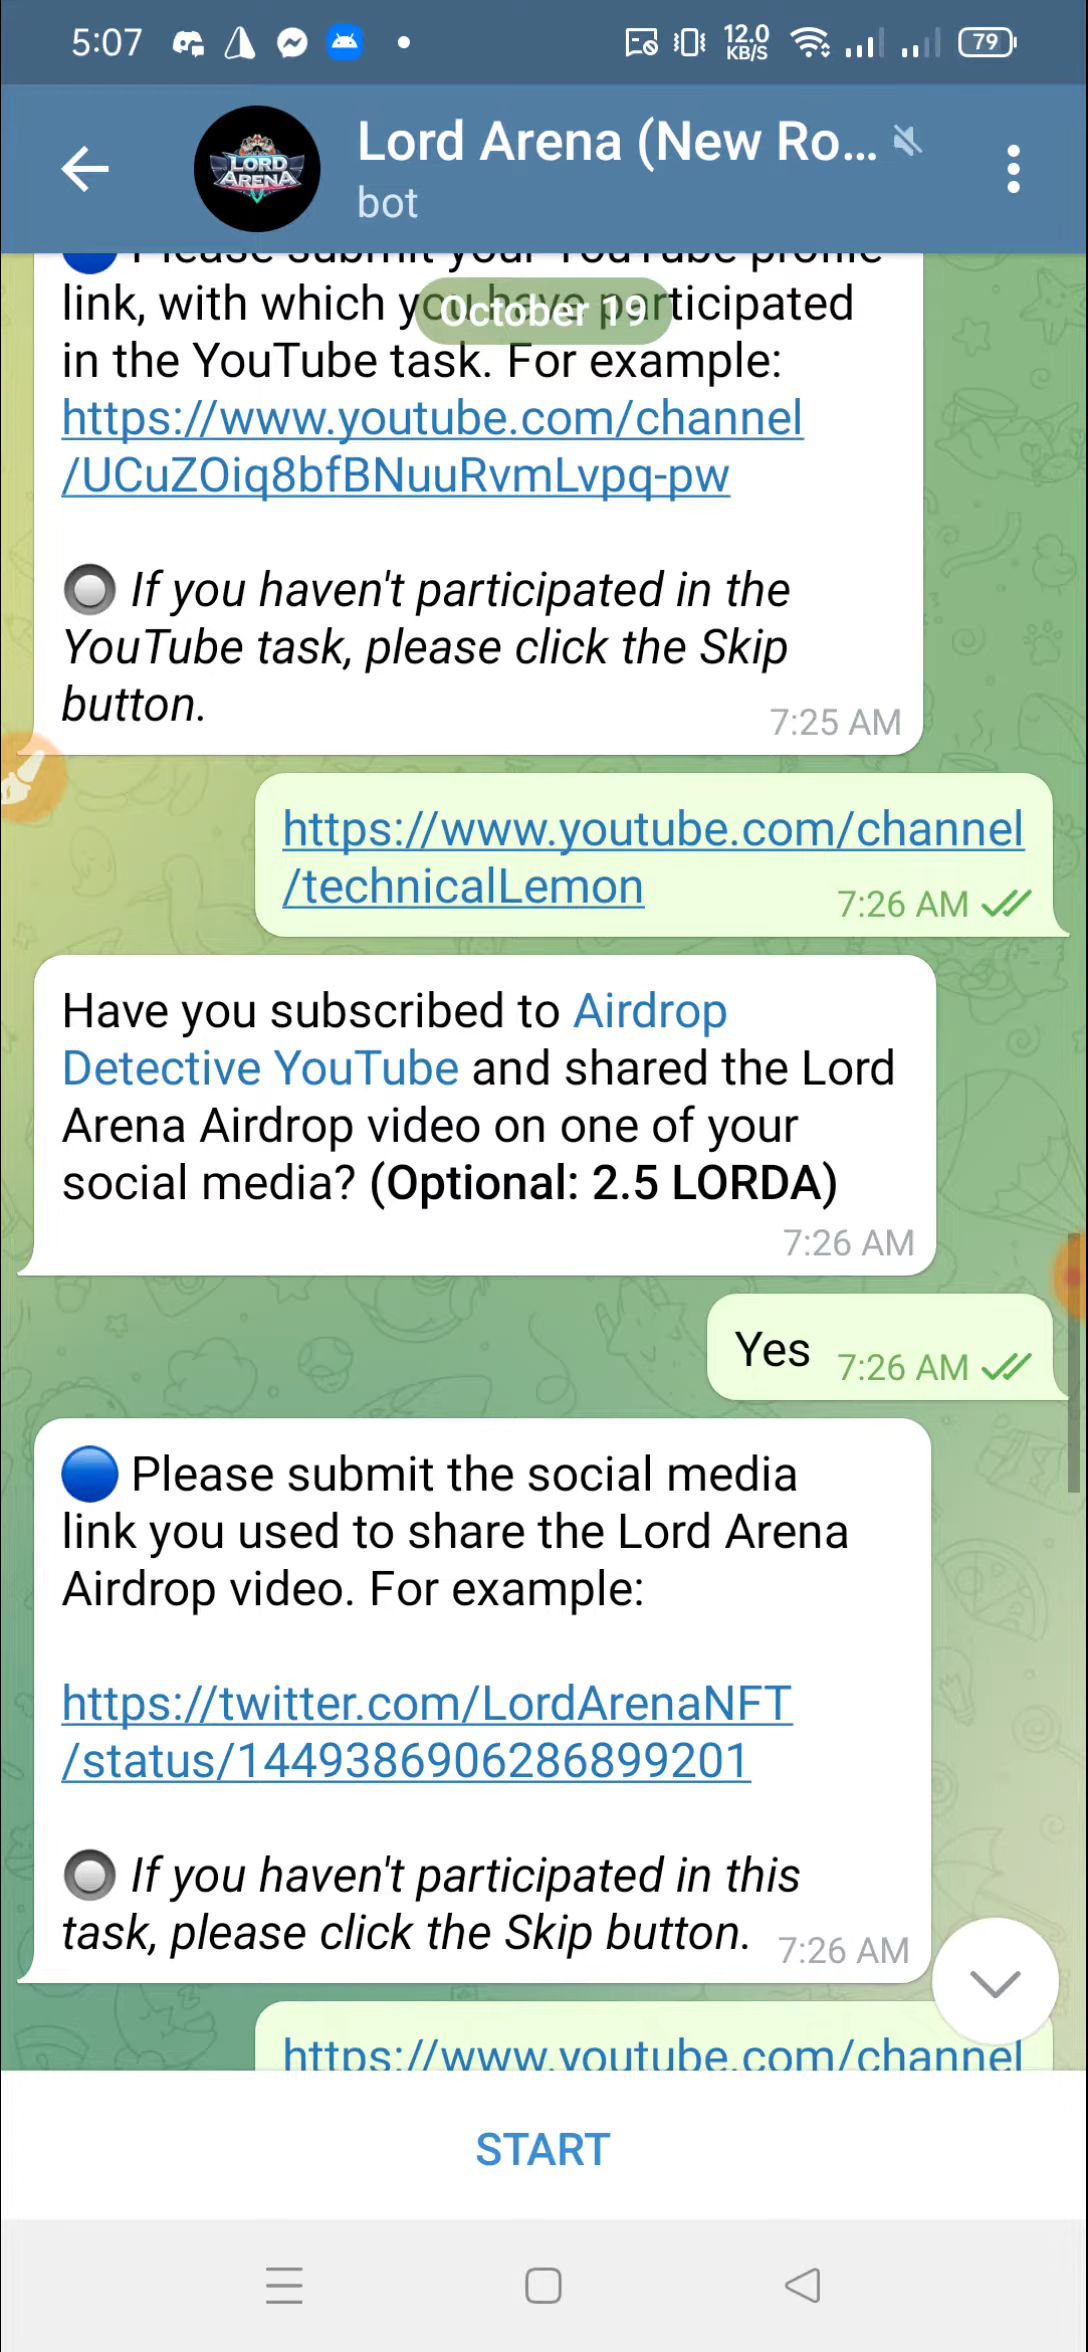 5:07
12.0
KB/S
79
LORD
ARENA
Lord Arena (New Ro...
bot
Please submit your YouTube profile
link, with which you have participated
October 19
in the YouTube task. For example:
https://www.youtube.com/channel
/UCuZOiq8bfBNuuRvmLvpq-pw
If you haven't participated in the
YouTube task, please click the Skip
button.
7:25 AM
https://www.youtube.com/channel
/technicalLemon
7:26 AM
Have you subscribed to Airdrop
Detective YouTube and shared the Lord
Arena Airdrop video on one of your
social media? (Optional: 2.5 LORDA)
7:26 AM
Yes 7:26 AM
Please submit the social media
link you used to share the Lord Arena
Airdrop video. For example:
https://twitter.com/LordArenaNFT
/status/1449386906286899201
If you haven't participated in this
task, please click the Skip button.
7:26 AM
https://www.youtube.com/channel
START